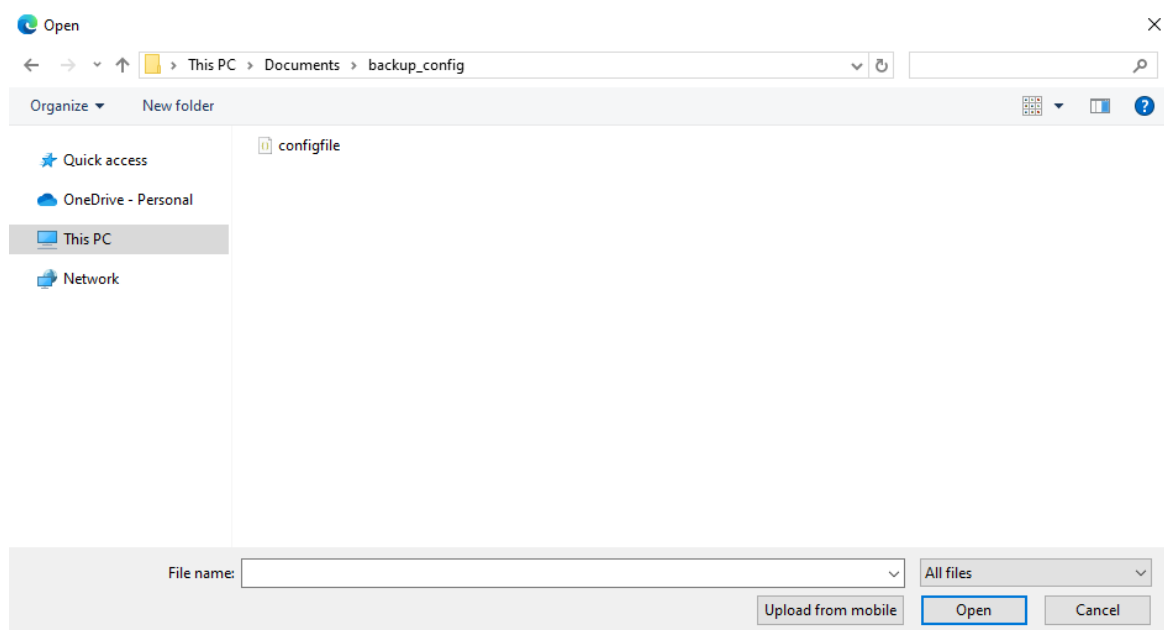 Open
This PC > Documents > backup_config
Organize New folder
?
Quick access
configfile
OneDrive - Personal
This PC
Network
File name: All files
Upload from mobile Open Cancel